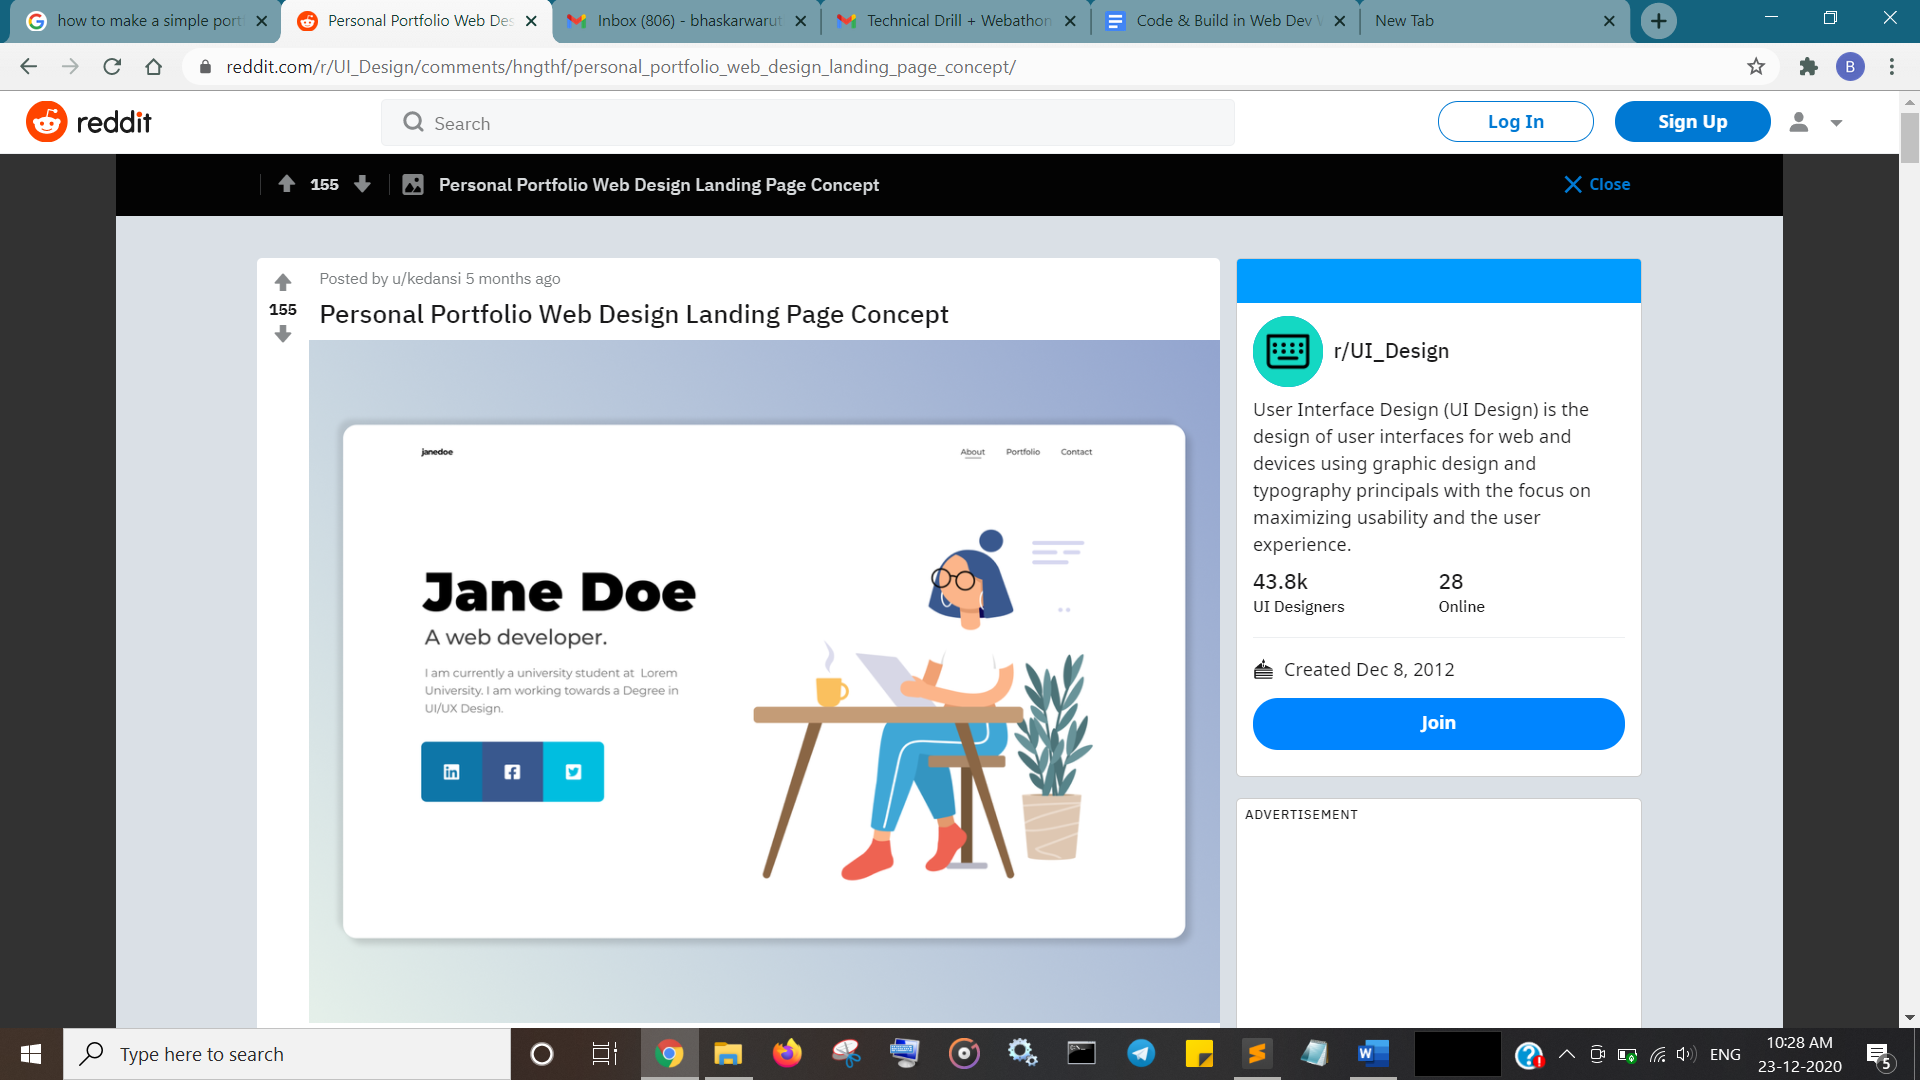 how to make a simple port
Personal Portfolio Web Des
Inbox (806) - bhaskarwarut
Technical Drill + Webathon
Code & Build in Web Dev W
New Tab
reddit.com/r/UI_Design/comments/hngthf/personal_portfolio_web_design_landing_page_concept/
B
reddit
Search
Log In
Sign Up
155
Personal Portfolio Web Design Landing Page Concept
Close
Posted by u/kedansi 5 months ago
155
Personal Portfolio Web Design Landing Page Concept
janedoe
About
Portfolio
Contact
Jane Doe
A web developer.
I am currently a university student at Lorem
University. I am working towards a Degree in
UI/UX Design.
r/UI_Design
User Interface Design (UI Design) is the
design of user interfaces for web and
devices using graphic design and
typography principals with the focus on
maximizing usability and the user
experience.
43.8k
28
UI Designers
Online
Created Dec 8, 2012
Join
ADVERTISEMENT
Type here to search
ENG
10:28 AM
23-12-2020
5